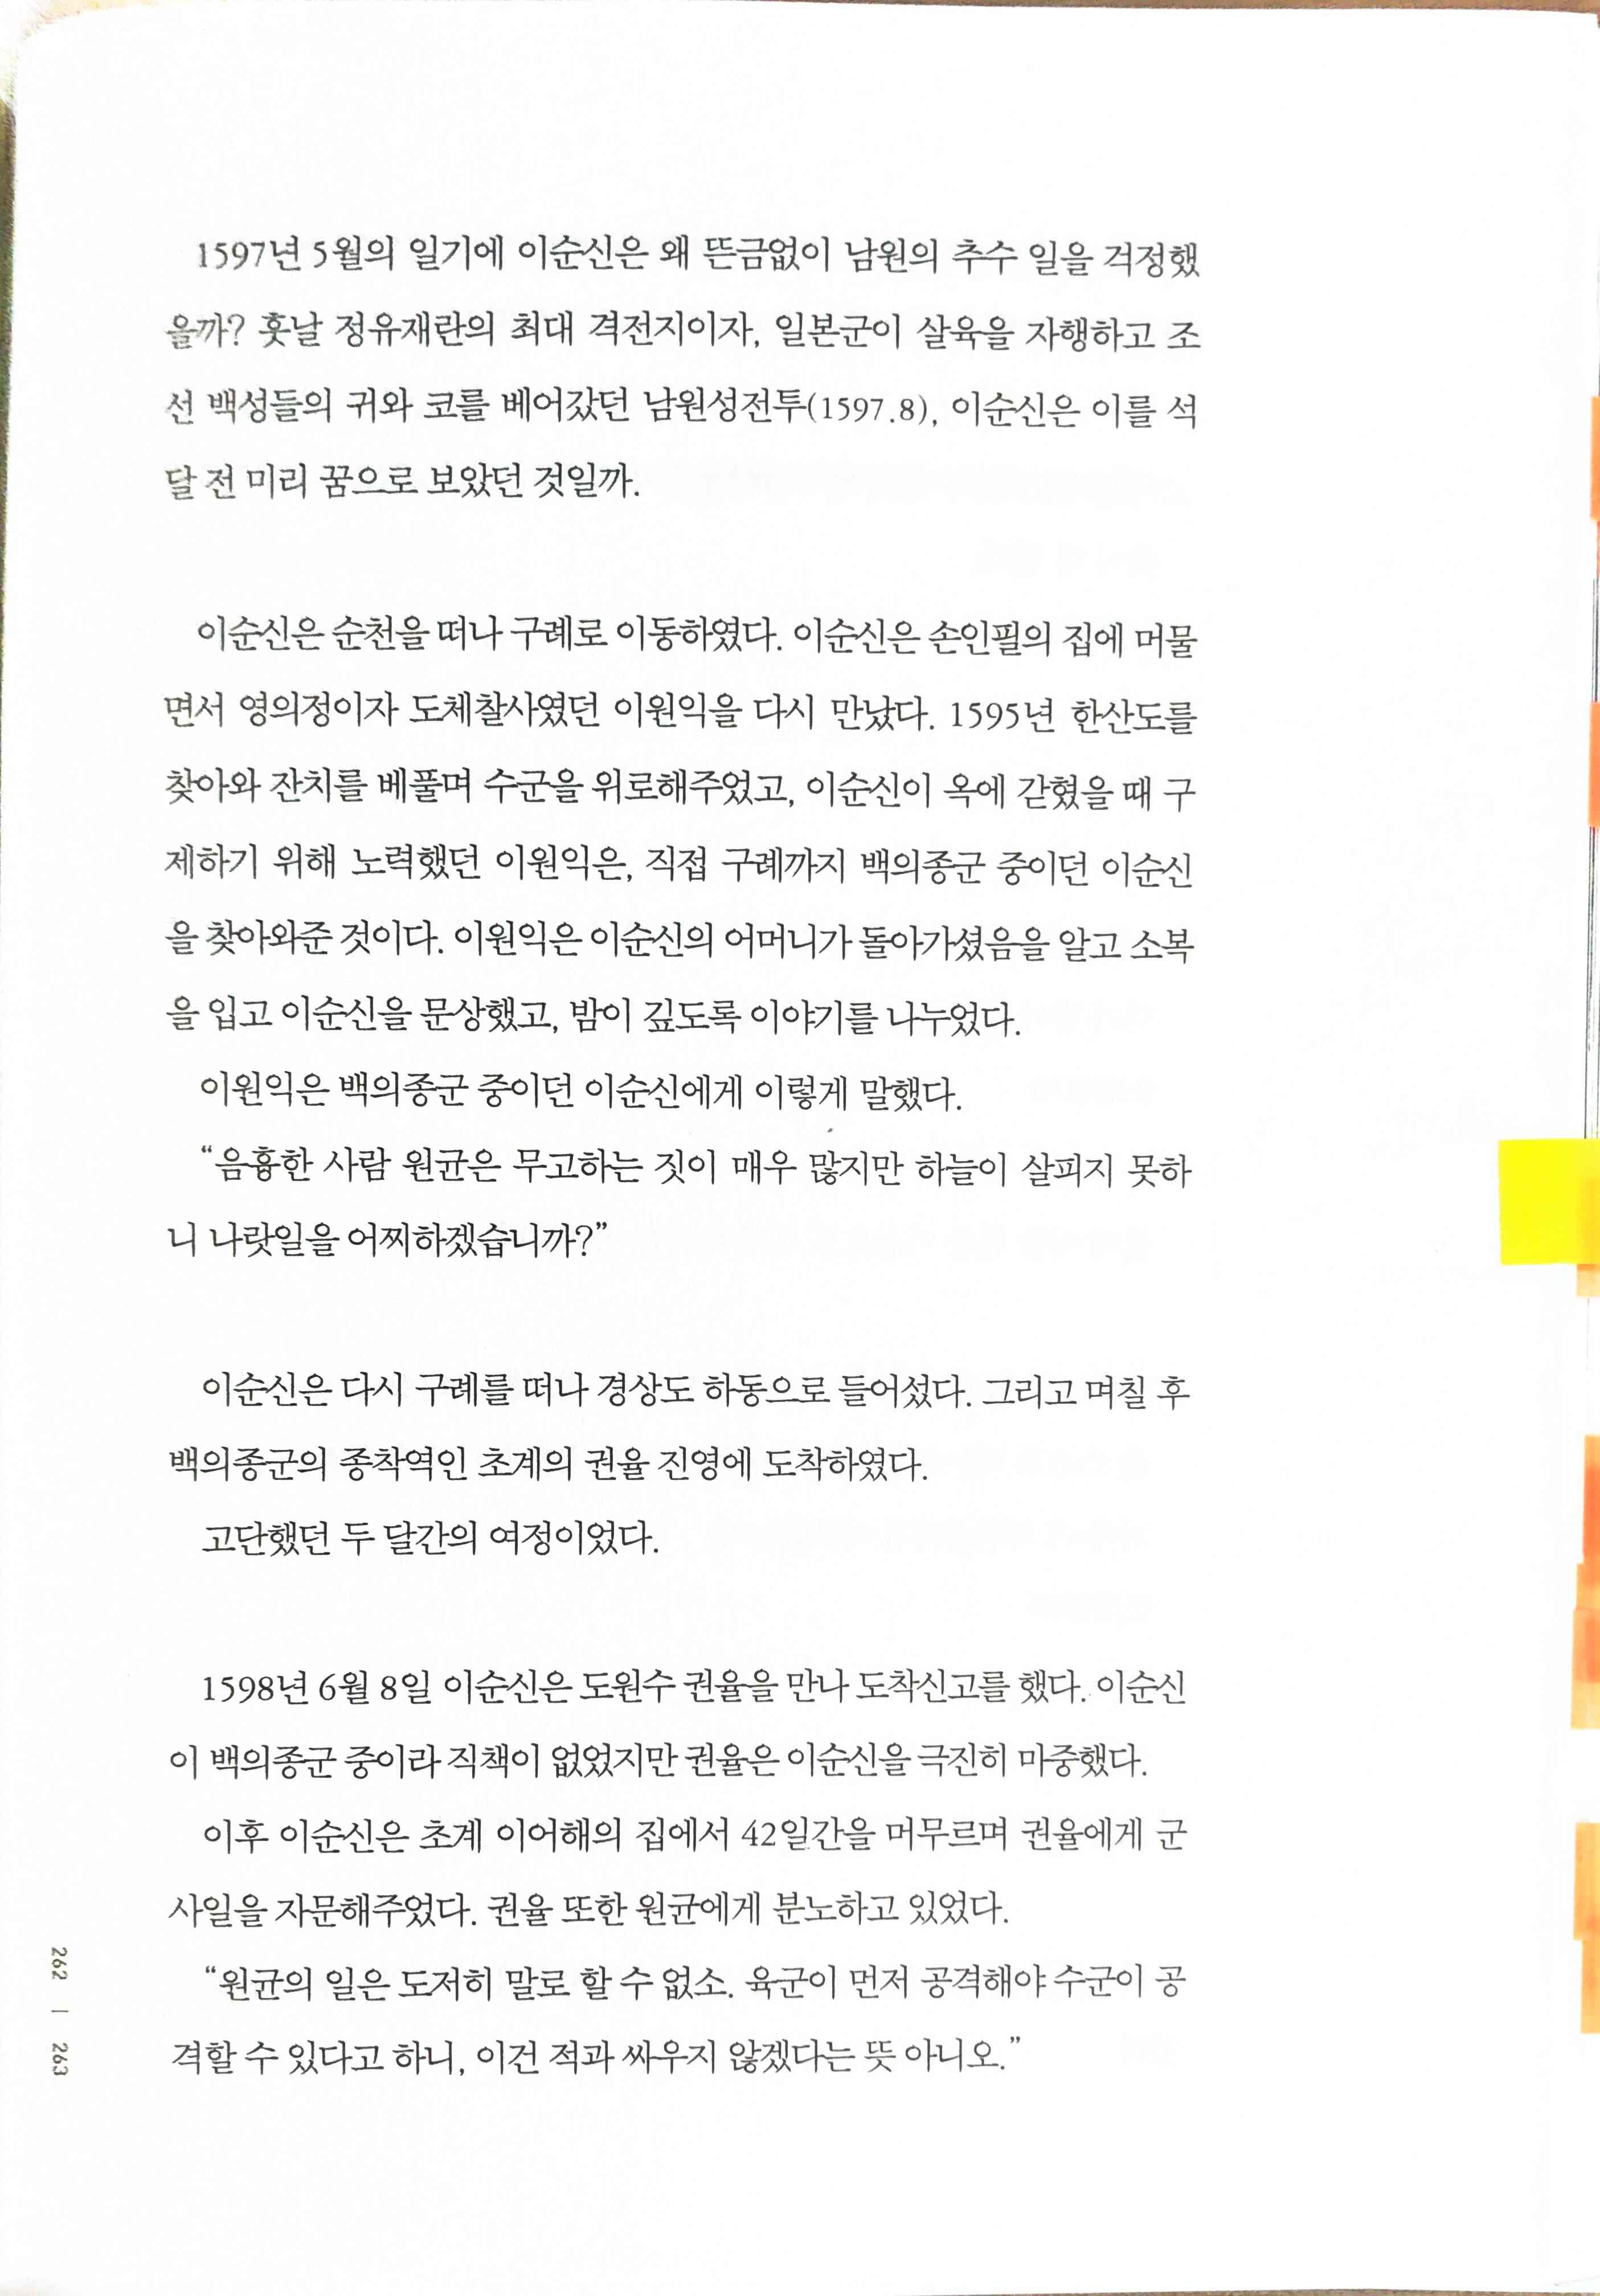 1597년 5월의 일기에 이순신은 왜 뜬금없이 남원의 추수 일을 걱정했
을까? 훗날 정유재란의 최대 격전지이자, 일본군이 살육을 자행하고 조
선 백성들의 귀와 코를 베어갔던 남원성전투(1597.8), 이순신은 이를 석
달 전 미리 꿈으로 보았던 것일까.
이순신은 순천을 떠나 구례로 이동하였다. 이순신은 손인필의 집에 머물
면서 영의정이자 도체찰사였던 이원익을 다시 만났다. 1595년 한산도를
찾아와 잔치를 베풀며 수군을 위로해주었고, 이순신이 옥에 갇혔을 때 구
제하기 위해 노력했던 이원익은, 직접 구례까지 백의종군 중이던 이순신
을 찾아와준 것이다. 이원익은 이순신의 어머니가 돌아가셨음을 알고 소복
을 입고 이순신을 문상했고, 밤이 깊도록 이야기를 나누었다.
이원익은 백의종군 중이던 이순신에게 이렇게 말했다.
“음흉한 사람 원균은 무고하는 짓이 매우 많지만 하늘이 살피지 못하
니 나랏일을 어찌하겠습니까?”
이순신은 다시 구례를 떠나 경상도 하동으로 들어섰다. 그리고 며칠 후
백의종군의 종착역인 초계의 권율 진영에 도착하였다.
고단했던 두 달간의 여정이었다.
1598년 6월 8일 이순신은 도원수 권율을 만나 도착신고를 했다. 이순신
이 백의종군 중이라 직책이 없었지만 권율은 이순신을 극진히 마중했다.
이후 이순신은 초계 이어해의 집에서 42일간을 머무르며 권율에게 군
사일을 자문해주었다. 권율 또한 원균에게 분노하고 있었다.
“원균의 일은 도저히 말로 할 수 없소. 육군이 먼저 공격해야 수군이 공
격할 수 있다고 하니, 이건 적과 싸우지 않겠다는 뜻 아니오.”
262 | 263